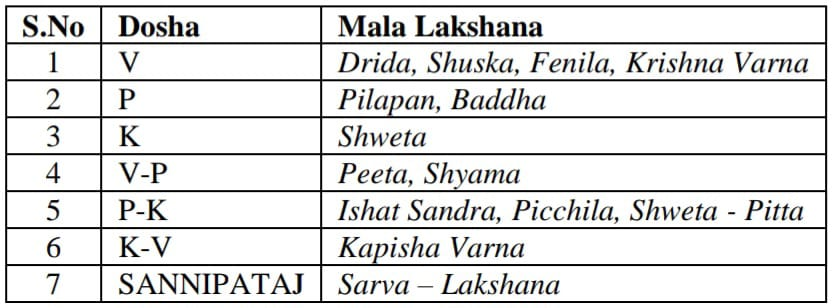 S.No Dosha Mala Lakshana
1 V Drida, Shuska, Fenila, Krishna Varna
2 P Pilapan, Baddha
3 K Shweta
4 V-P Peeta, Shyama
5 P-K Ishat Sandra, Picchila, Shweta - Pitta
6 K-V Kapisha Varna
7 SANNIPATAJ Sarva – Lakshana